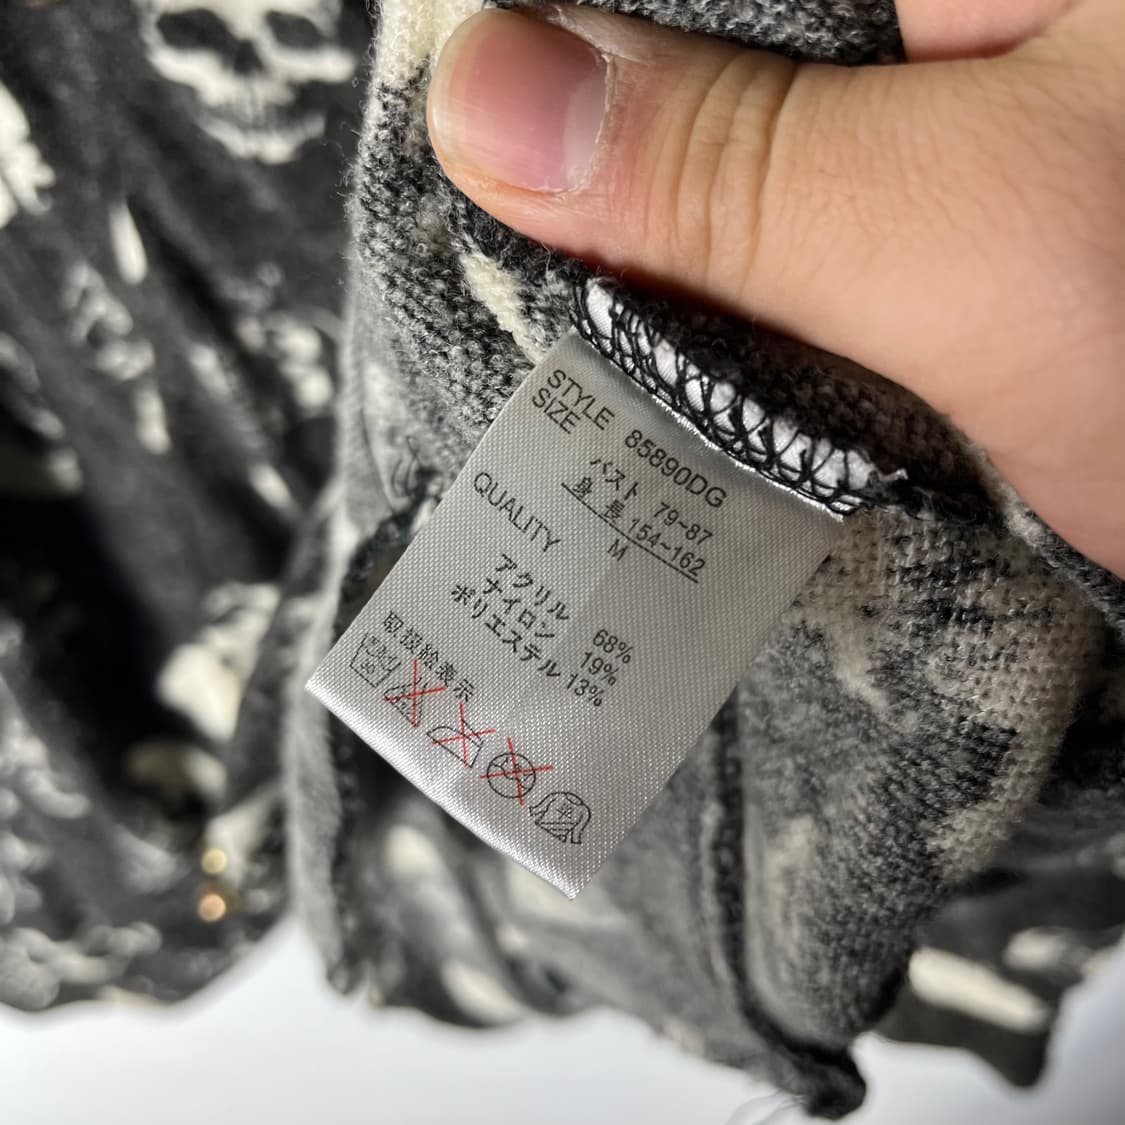 STYLE 85890DG
SIZE
バスト 79~87
身 長 154~162
M
QUALITY
アクリル 68%
ナイロン 19%
ポリエステル 13%
取扱絵表示
30